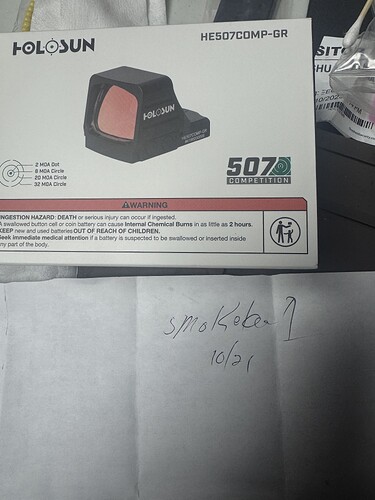 HOLOSUN
HE507COMP-GR
HOLOSUN
2 MOA Dot
8 MOA Circle
20 MOA Circle
32 MOA Circle
507
COMPETITION
⚠WARNING
INGESTION HAZARD: DEATH or serious injury can occur if ingested.
A swallowed button cell or coin battery can cause Internal Chemical Burns in as little as 2 hours.
KEEP new and used batteries OUT OF REACH OF CHILDREN.
Seek immediate medical attention if a battery is suspected to be swallowed or inserted inside
any part of the body.
10/21